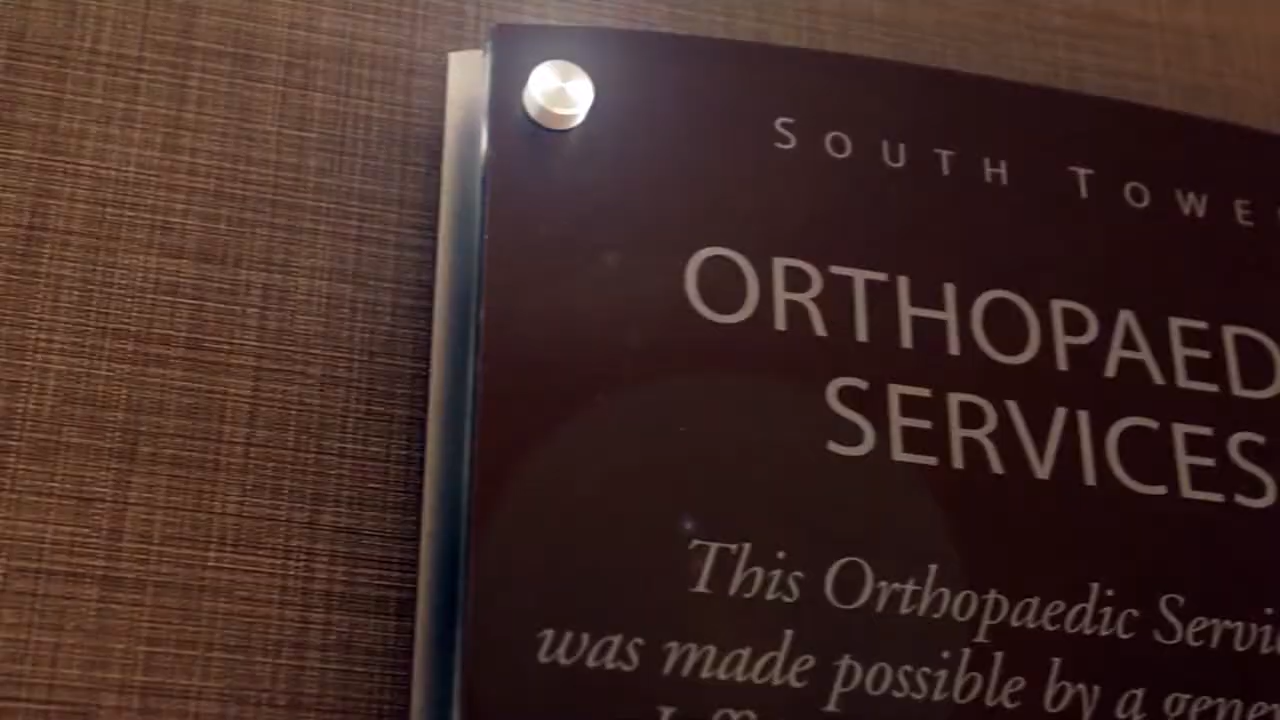 SOUTH TOWE
ORTHOPAED
SERVICES
This Orthopaedic Servi
was made possible by a gene